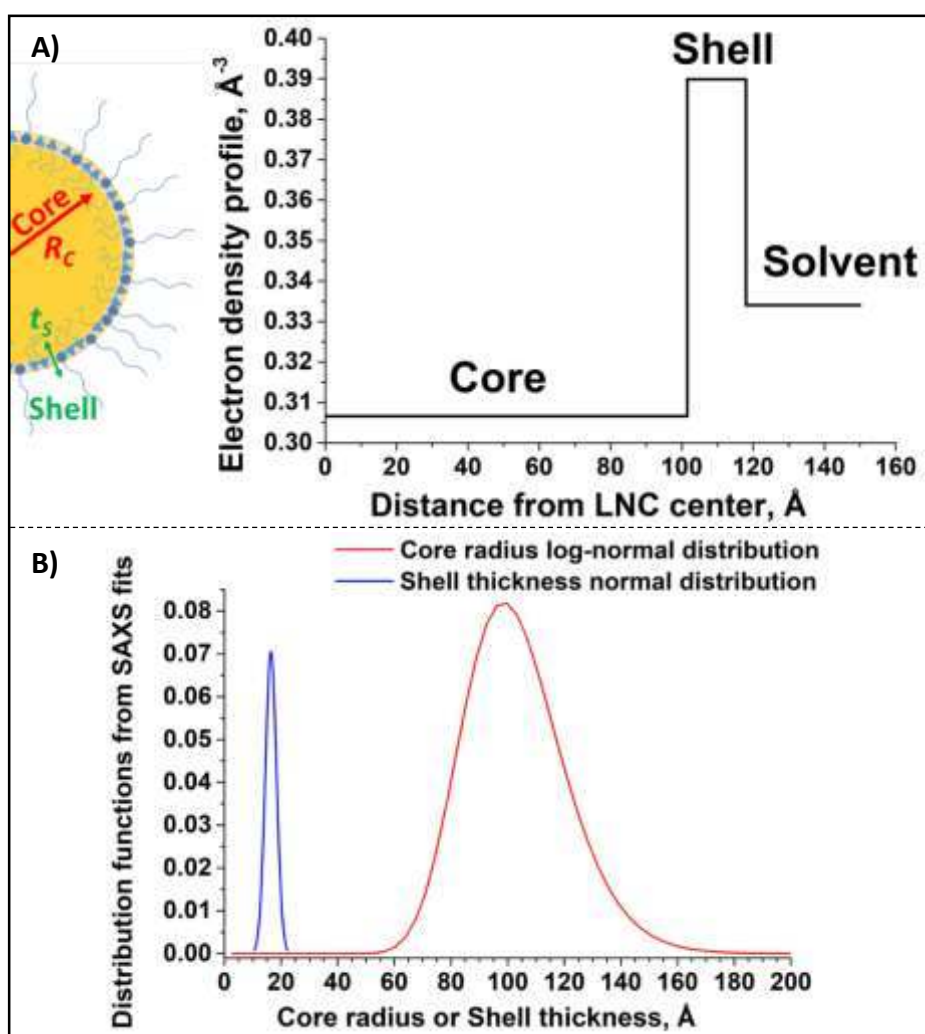 A)
Core
R_C
t_s
Shell
Electron density profile, Å⁻³
0.40
0.39
0.38
0.37
0.36
0.35
0.34
0.33
0.32
0.31
0.30
Shell
Solvent
Core
0 20 40 60 80 100 120 140 160
Distance from LNC center, Å
B)
Core radius log-normal distribution
Shell thickness normal distribution
Distribution functions from SAXS fits
0.08
0.07
0.06
0.05
0.04
0.03
0.02
0.01
0.00
0 20 40 60 80 100 120 140 160 180 200
Core radius or Shell thickness, Å